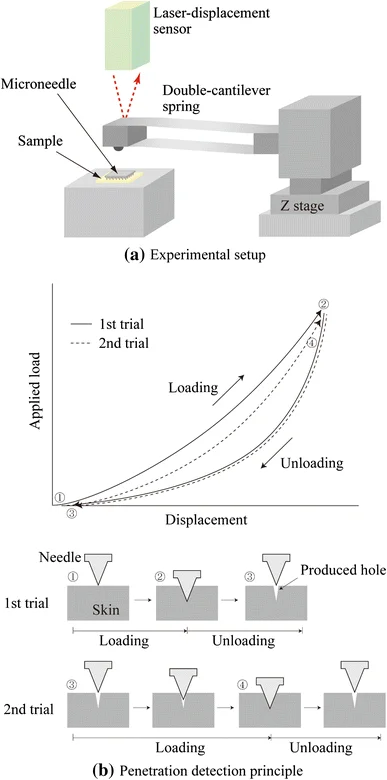 Laser-displacement
sensor
Microneedle
Double-cantilever
spring
Sample
Z stage
(a) Experimental setup
②
1st trial
2nd trial
④
Loading
Applied load
Unloading
①
③
Displacement
Needle
Produced hole
① ② ③
1st trial
Skin
Loading Unloading
③ ④
2nd trial
Loading Unloading
(b) Penetration detection principle